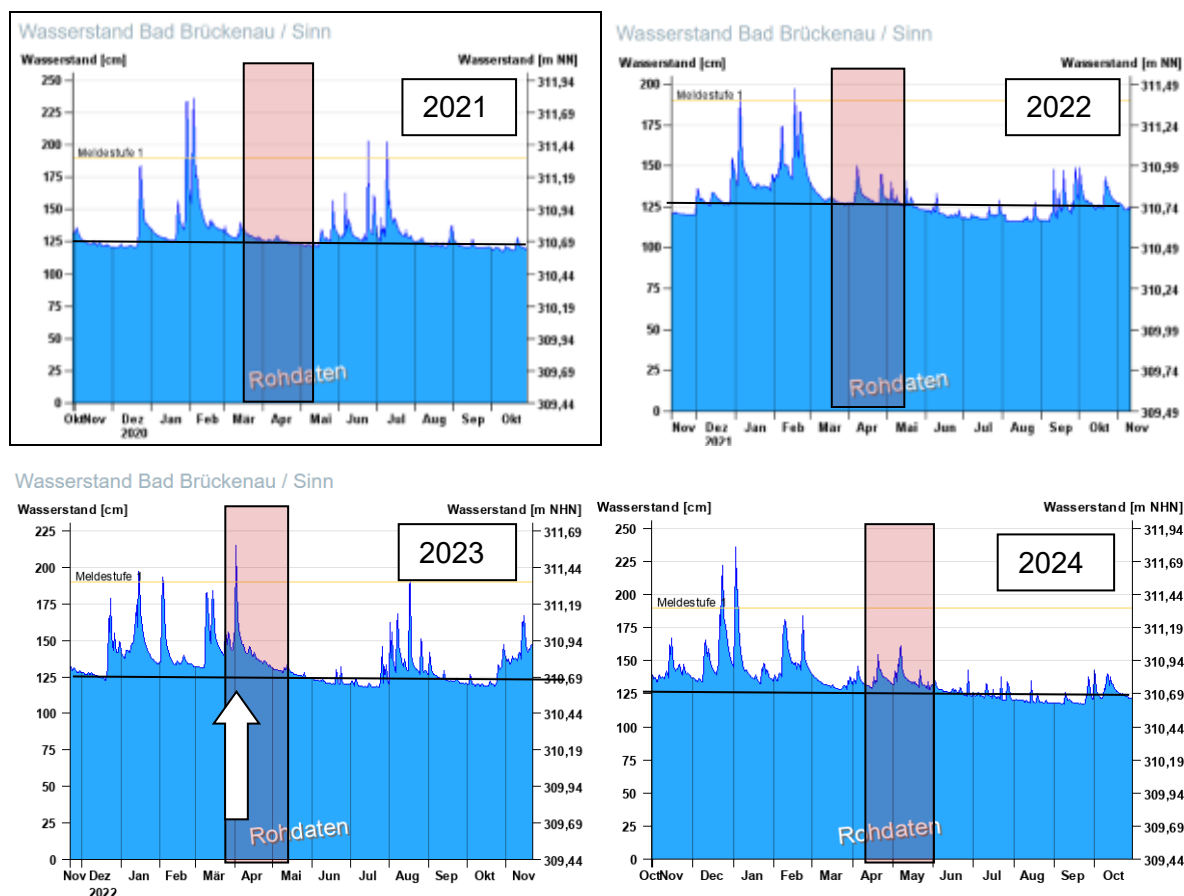 Wasserstand Bad Brückenau / Sinn
Wasserstand [cm] Wasserstand [m NN]
2021
250 311,94
225 311,69
200 311,44
Meldestufe 1
175 311,19
150 310,94
125 310,69
100 310,44
75 310,19
50 309,94
25 309,69
0 309,44
Rohdaten
Okt Nov Dez Jan Feb Mär Apr Mai Jun Jul Aug Sep Okt
2020
Wasserstand Bad Brückenau / Sinn
Wasserstand [cm] Wasserstand [m NN]
2022
200 311,49
Meldestufe 1
175 311,24
150 310,99
125 310,74
100 310,49
75 310,24
50 309,99
25 309,74
0 309,49
Rohdaten
Nov Dez Jan Feb Mär Apr Mai Jun Jul Aug Sep Okt Nov
2021
Wasserstand Bad Brückenau / Sinn
Wasserstand [cm] Wasserstand [m NHN]
2023
225 311,69
200 311,44
Meldestufe
175 311,19
150 310,94
125 310,69
100 310,44
75 310,19
50 309,94
25 309,69
0 309,44
Rohdaten
Nov Dez Jan Feb Mär Apr Mai Jun Jul Aug Sep Okt Nov
2022
Wasserstand [cm] Wasserstand [m NHN]
2024
250 311,94
225 311,69
200 311,44
Meldestufe 1
175 311,19
150 310,94
125 310,69
100 310,44
75 310,19
50 309,94
25 309,69
0 309,44
Rohdaten
Oct Nov Dec Jan Feb Mar Apr May Jun Jul Aug Sep Oct